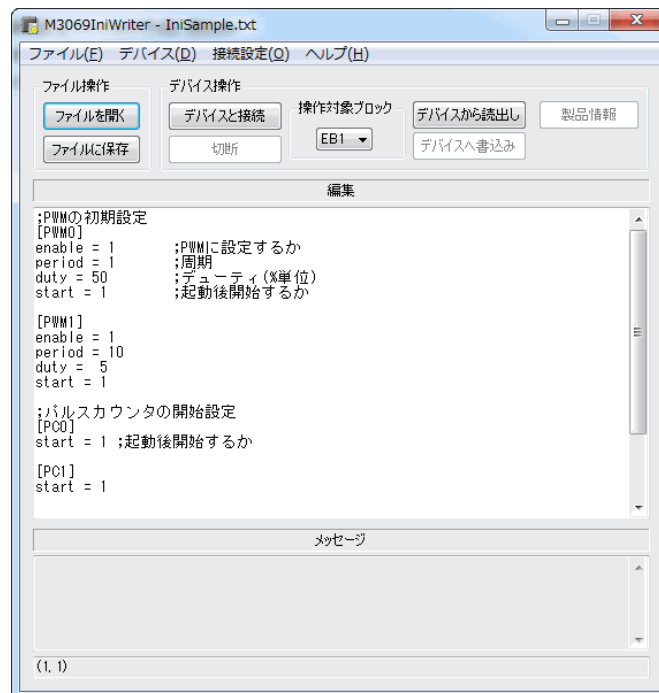 M3069IniWriter - IniSample.txt
ファイル(F) デバイス(D) 接続設定(O) ヘルプ(H)
ファイル操作
ファイルを開く
ファイルに保存
デバイス操作
デバイスと接続
切断
操作対象ブロック
EB1
デバイスから読出し
デバイスへ書込み
製品情報
編集
;PWMの初期設定
[PWM0]
enable = 1 ;PWMに設定するか
period = 1 ;周期
duty = 50 ;デューティ(%単位)
start = 1 ;起動後開始するか
[PWM1]
enable = 1
period = 10
duty = 5
start = 1
;パルスカウンタの開始設定
[PC0]
start = 1 ;起動後開始するか
[PC1]
start = 1
メッセージ
(1, 1)